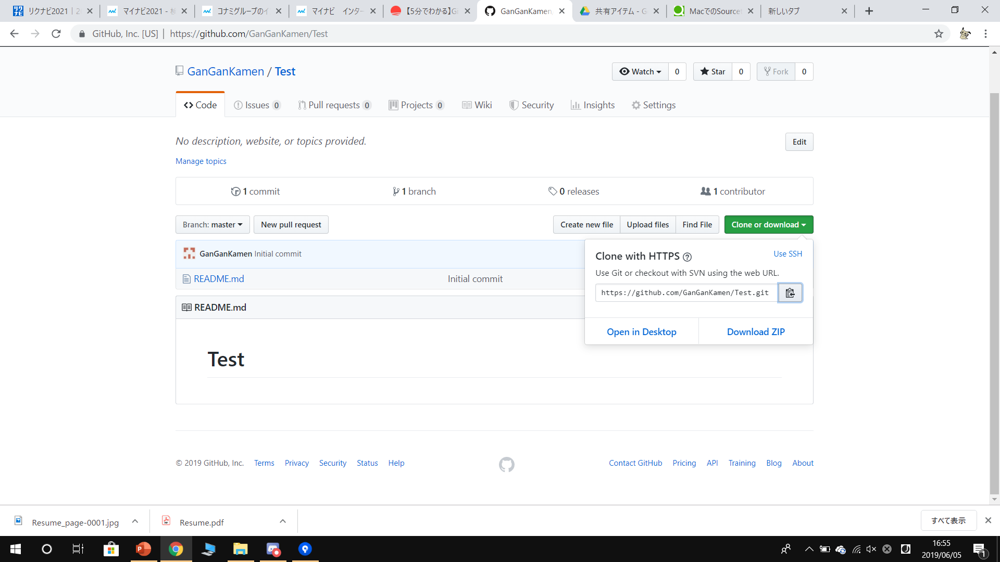 リクナビ2021 | 2
マイナビ2021 - 
コナミグループの
マイナビ インター
【5分でわかる】Gi
GanGanKamen
共有アイテム - G
MacでのSource
新しいタブ
GitHub, Inc. [US] | https://github.com/GanGanKamen/Test
GanGanKamen / Test
Watch 0 Star 0 Fork 0
Code Issues 0 Pull requests 0 Projects 0 Wiki Security Insights Settings
No description, website, or topics provided. Edit
Manage topics
1 commit 1 branch 0 releases 1 contributor
Branch: master New pull request Create new file Upload files Find File Clone or download
GanGanKamen Initial commit
README.md Initial commit
README.md
Test
Clone with HTTPS Use SSH
Use Git or checkout with SVN using the web URL.
https://github.com/GanGanKamen/Test.git
Open in Desktop Download ZIP
© 2019 GitHub, Inc. Terms Privacy Security Status Help Contact GitHub Pricing API Training Blog About
Resume_page-0001.jpg Resume.pdf すべて表示
16:55
2019/06/05
1